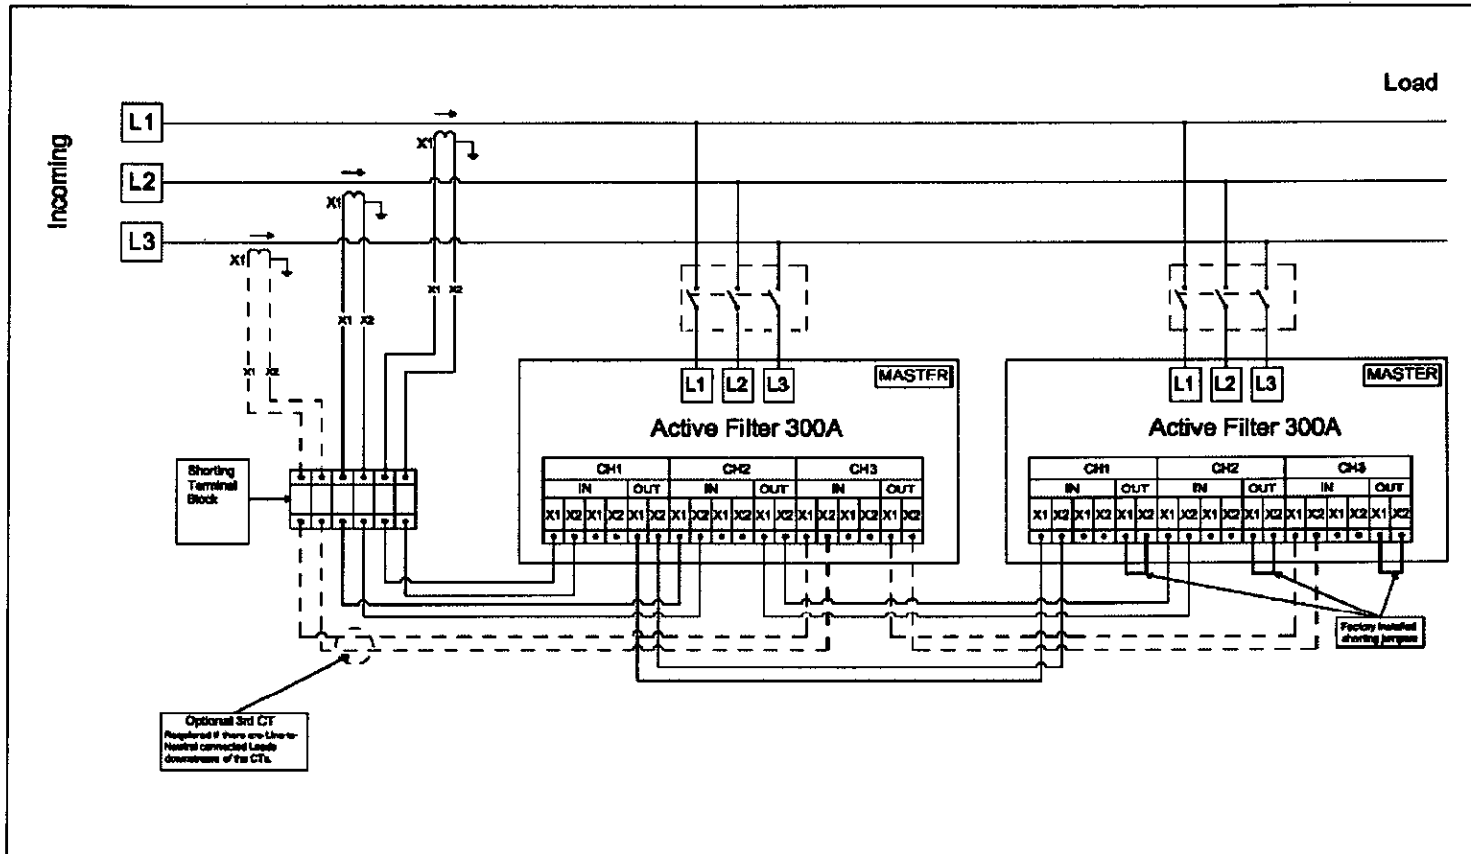 Load
Incoming
L1
L2
L3
X1
X1
X1
X1 X2
X1 X2
X1 X2
L1 L2 L3
MASTER
Active Filter 300A
CH1 CH2 CH3
IN OUT IN OUT IN OUT
X1 X2 X1 X2 X1 X2 X1 X2 X1 X2 X1 X2 X1 X2 X1 X2 X1 X2
L1 L2 L3
MASTER
Active Filter 300A
CH1 CH2 CH3
IN OUT IN OUT IN OUT
X1 X2 X1 X2 X1 X2 X1 X2 X1 X2 X1 X2 X1 X2 X1 X2 X1 X2
Shorting
Terminal
Block
Factory installed
shorting jumpers
Optional 3rd CT
Required if there are Line-to-
Neutral connected Loads
downstream of the CTs.